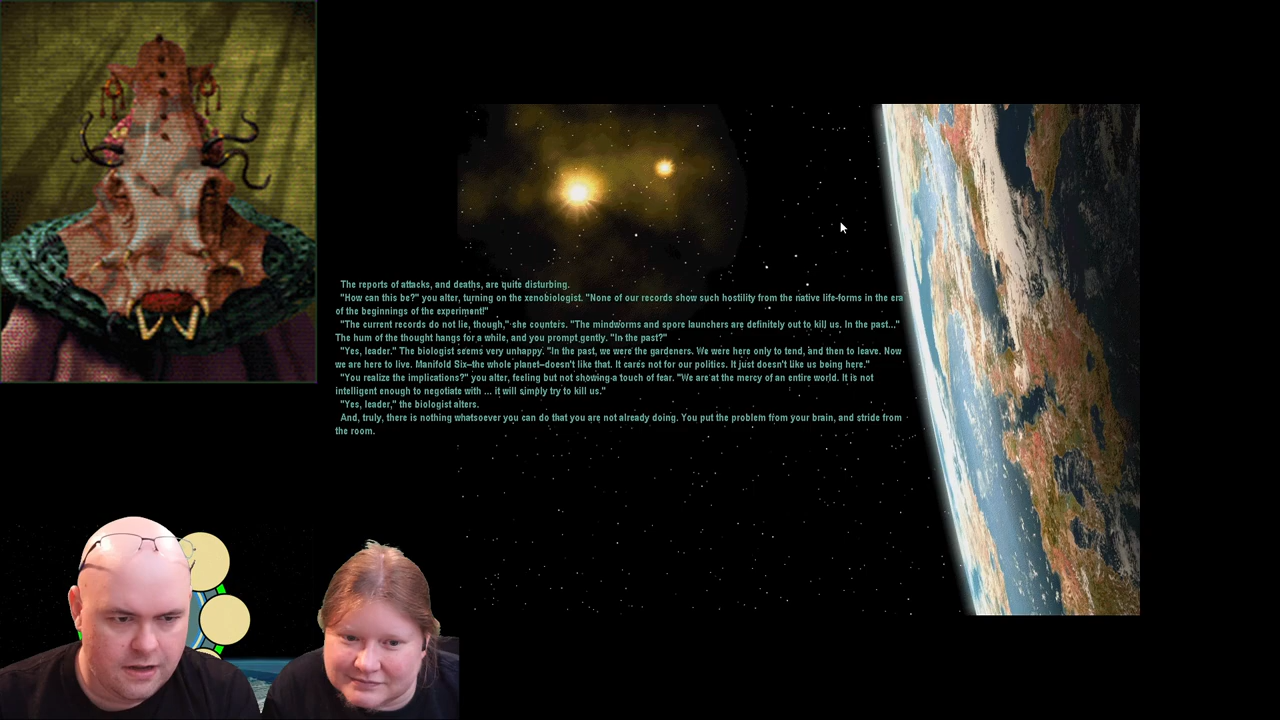 The reports of attacks, and deaths, are quite disturbing.
"How can this be?" you alter, turning on the xenobiologist. "None of our records show such hostility from the native life-forms in the era
of the beginnings of the experiment!"
"The current records do not lie, though," she counters. "The mindworms and spore launchers are definitely out to kill us. In the past..."
The hum of the thought hangs for a while, and you prompt gently. "In the past?"
"Yes, leader." The biologist seems very unhappy. "In the past, we were the gardeners. We were here only to tend, and then to leave. Now
we are here to live. Manifold Six--the whole planet--doesn't like that. It cares not for our politics. It just doesn't like us being here."
"You realize the implications?" you alter, feeling but not showing-a touch of fear. "We are at the mercy of an entire world. It is not
intelligent enough to negotiate with ... it will simply try to kill us."
"Yes, leader," the biologist alters.
And, truly, there is nothing whatsoever you can do that you are not already doing. You put the problem from your brain, and stride from
the room.